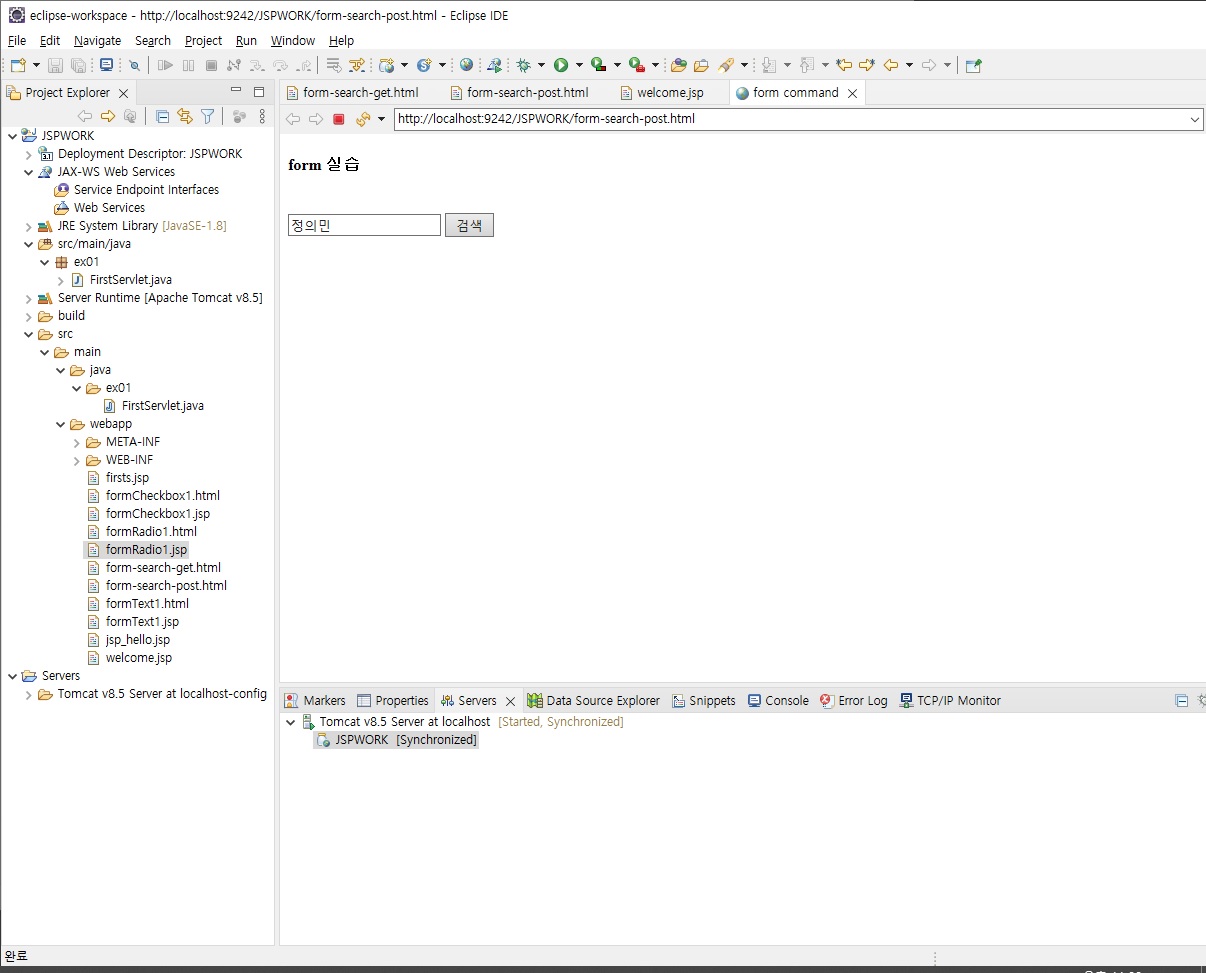 eclipse-workspace - http://localhost:9242/JSPWORK/form-search-post.html - Eclipse IDE
File Edit Navigate Search Project Run Window Help
Project Explorer
form-search-get.html form-search-post.html welcome.jsp form command
http://localhost:9242/JSPWORK/form-search-post.html
JSPWORK
Deployment Descriptor: JSPWORK
JAX-WS Web Services
Service Endpoint Interfaces
Web Services
JRE System Library [JavaSE-1.8]
src/main/java
ex01
FirstServlet.java
Server Runtime [Apache Tomcat v8.5]
build
src
main
java
ex01
FirstServlet.java
webapp
META-INF
WEB-INF
firsts.jsp
formCheckbox1.html
formCheckbox1.jsp
formRadio1.html
formRadio1.jsp
form-search-get.html
form-search-post.html
formText1.html
formText1.jsp
jsp_hello.jsp
welcome.jsp
Servers
Tomcat v8.5 Server at localhost-config
form 실습
정의민 검색
Markers Properties Servers Data Source Explorer Snippets Console Error Log TCP/IP Monitor
Tomcat v8.5 Server at localhost [Started, Synchronized]
JSPWORK [Synchronized]
완료